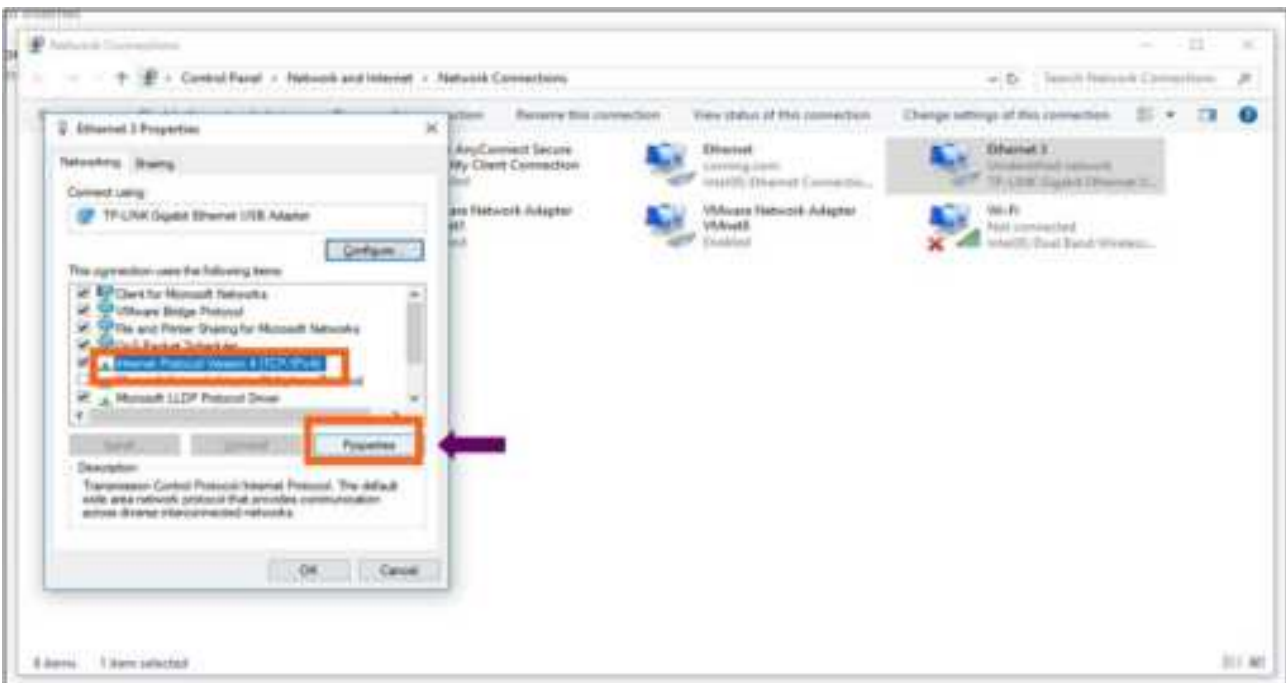 Network Connections
Control Panel › Network and Internet › Network Connections
Search Network Connections
Rename this connection
View status of this connection
Change settings of this connection
Ethernet 3 Properties
Networking
Sharing
Connect using:
TP-LINK Gigabit Ethernet USB Adapter
Configure...
This connection uses the following items:
Client for Microsoft Networks
VMware Bridge Protocol
File and Printer Sharing for Microsoft Networks
QoS Packet Scheduler
Internet Protocol Version 4 (TCP/IPv4)
Microsoft LLDP Protocol Driver
Install...
Uninstall
Properties
Description
Transmission Control Protocol/Internet Protocol. The default
wide area network protocol that provides communication
across diverse interconnected networks.
OK
Cancel
AnyConnect Secure
Client Connection
Network Adapter
Ethernet
corning.com
Intel(R) Ethernet Connectio...
VMware Network Adapter
VMnet8
Enabled
Ethernet 3
Unidentified network
TP-LINK Gigabit Ethernet U...
Wi-Fi
Not connected
Intel(R) Dual Band Wireless...
1 item selected